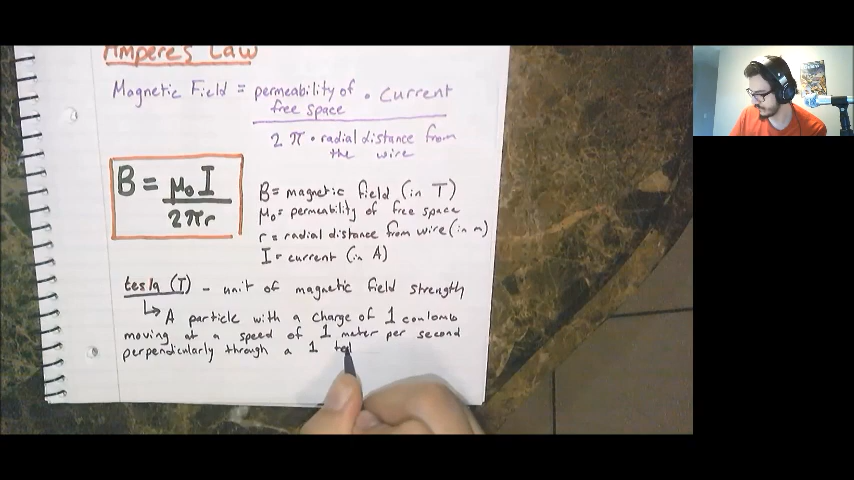 Ampere's Law
Magnetic Field = permeability of free space · current
2 π · radial distance from the wire
B = μ₀I
2πr
B = magnetic field (in T)
μ₀ = permeability of free space
r = radial distance from wire (in m)
I = current (in A)
tesla (T) - unit of magnetic field strength
↳ A particle with a charge of 1 coulomb
moving at a speed of 1 meter per second
perpendicularly through a 1